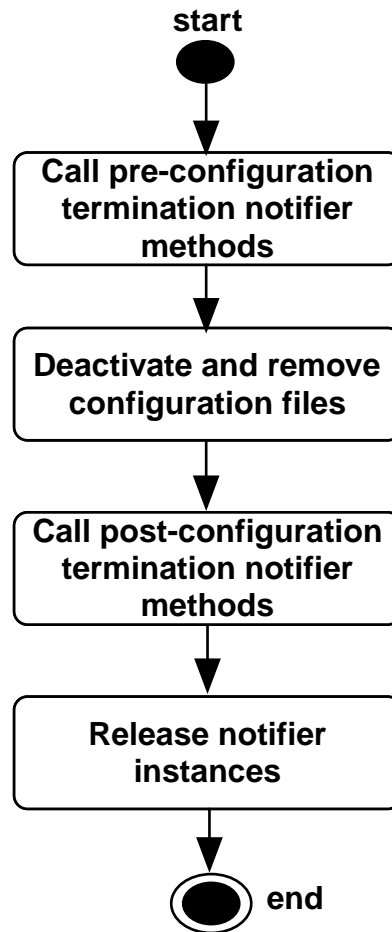 start
Call pre-configuration
termination notifier
methods
Deactivate and remove
configuration files
Call post-configuration
termination notifier
methods
Release notifier
instances
end